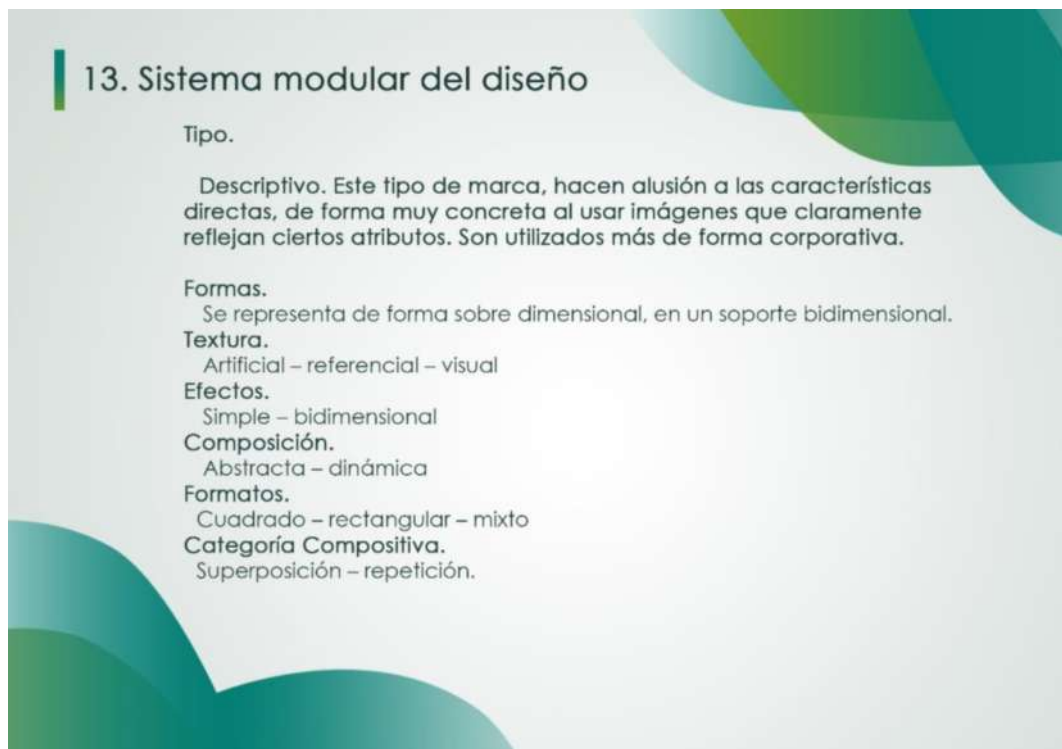 13. Sistema modular del diseño
Tipo.
Descriptivo. Este tipo de marca, hacen alusión a las características
directas, de forma muy concreta al usar imágenes que claramente
reflejan ciertos atributos. Son utilizados más de forma corporativa.
Formas.
Se representa de forma sobre dimensional, en un soporte bidimensional.
Textura.
Artificial – referencial – visual
Efectos.
Simple – bidimensional
Composición.
Abstracta – dinámica
Formatos.
Cuadrado – rectangular – mixto
Categoría Compositiva.
Superposición – repetición.